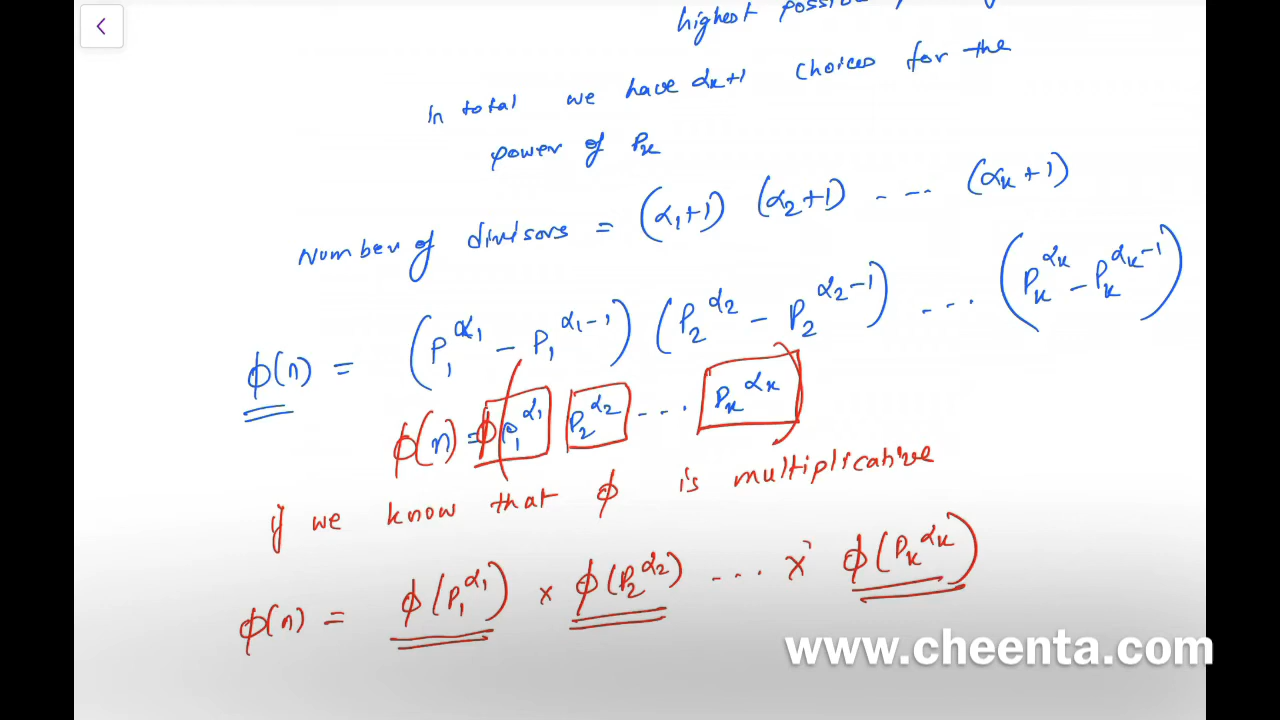 highest
In total we have αk+1 choices for the
power of Pk
Number of divisors = (α1+1) (α2+1) ... (αk+1)
ϕ(n) = (P1^α1 − P1^(α1−1)) (P2^α2 − P2^(α2−1)) ... (Pk^αk − Pk^(αk−1))
ϕ(n) = ϕ(P1^α1 P2^α2 ... Pk^αk)
if we know that ϕ is multiplicative
ϕ(n) = ϕ(P1^α1) × ϕ(P2^α2) ... × ϕ(Pk^αk)
www.cheenta.com